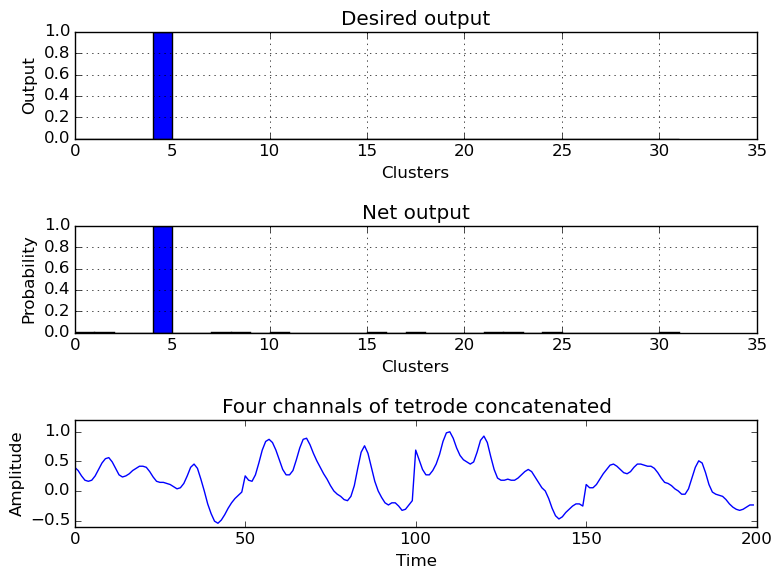 Desired output
1.0
0.8
0.6
0.4
0.2
0.0
Output
0 5 10 15 20 25 30 35
Clusters
Net output
1.0
0.8
0.6
0.4
0.2
0.0
Probability
0 5 10 15 20 25 30 35
Clusters
Four channels of tetrode concatenated
1.0
0.5
0.0
−0.5
Amplitude
0 50 100 150 200
Time